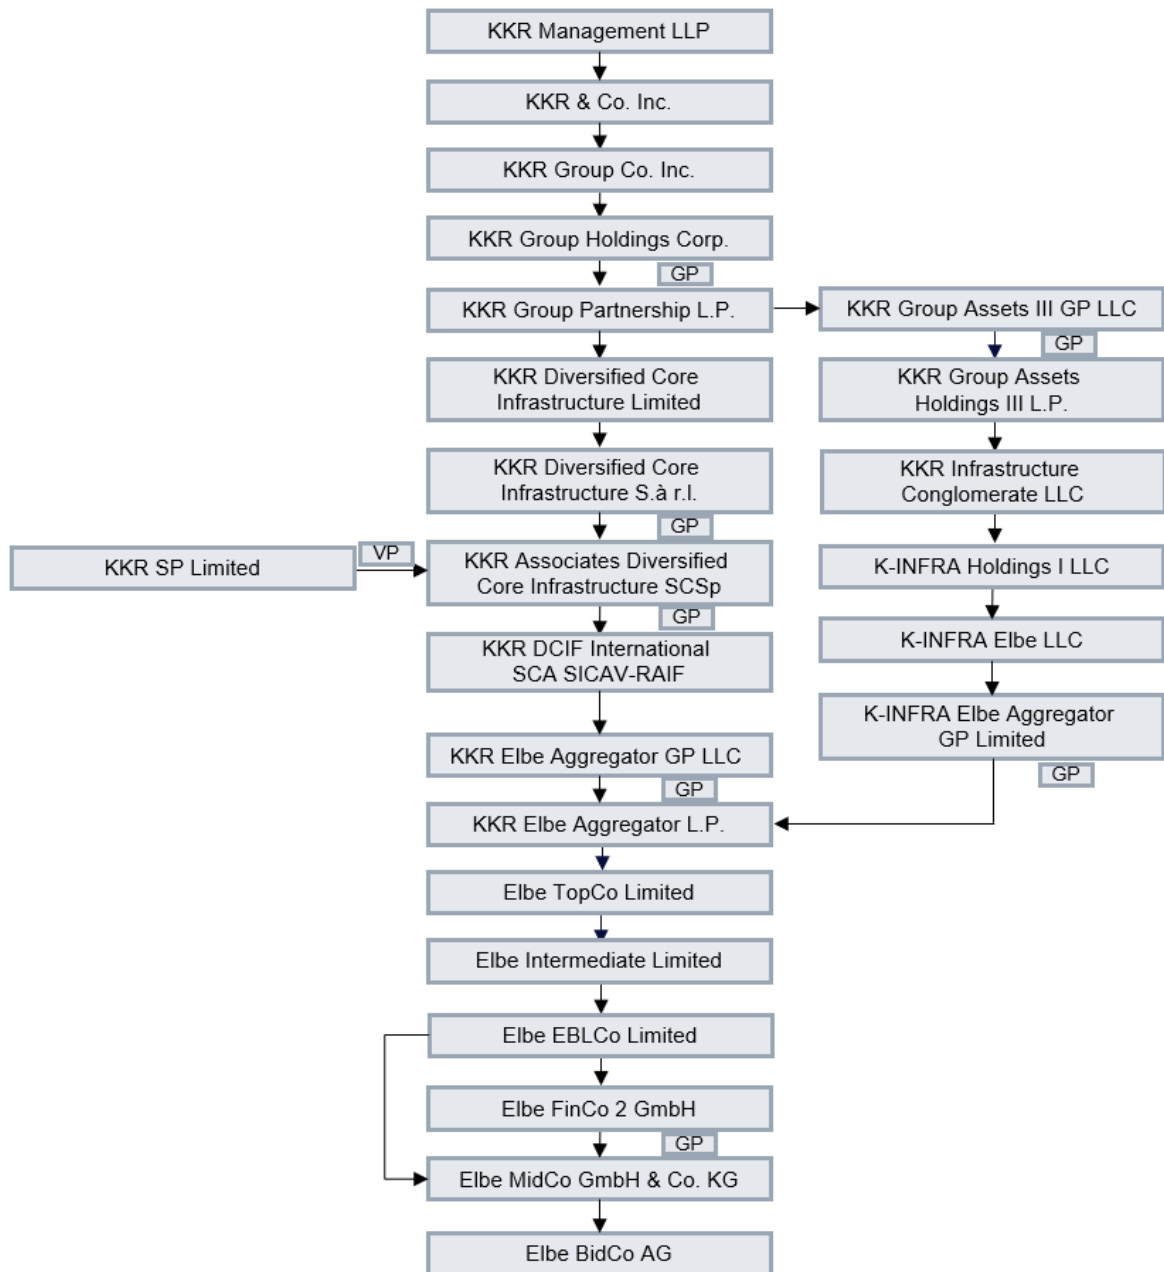 KKR Management LLP
KKR & Co. Inc.
KKR Group Co. Inc.
KKR Group Holdings Corp.
GP
KKR Group Partnership L.P.
KKR Group Assets III GP LLC
GP
KKR Diversified Core
Infrastructure Limited
KKR Group Assets
Holdings III L.P.
KKR Diversified Core
Infrastructure S.à r.l.
KKR Infrastructure
Conglomerate LLC
GP
KKR SP Limited
VP
KKR Associates Diversified
Core Infrastructure SCSp
K-INFRA Holdings I LLC
GP
KKR DCIF International
SCA SICAV-RAIF
K-INFRA Elbe LLC
K-INFRA Elbe Aggregator
GP Limited
KKR Elbe Aggregator GP LLC
GP
GP
KKR Elbe Aggregator L.P.
Elbe TopCo Limited
Elbe Intermediate Limited
Elbe EBLCo Limited
Elbe FinCo 2 GmbH
GP
Elbe MidCo GmbH & Co. KG
Elbe BidCo AG